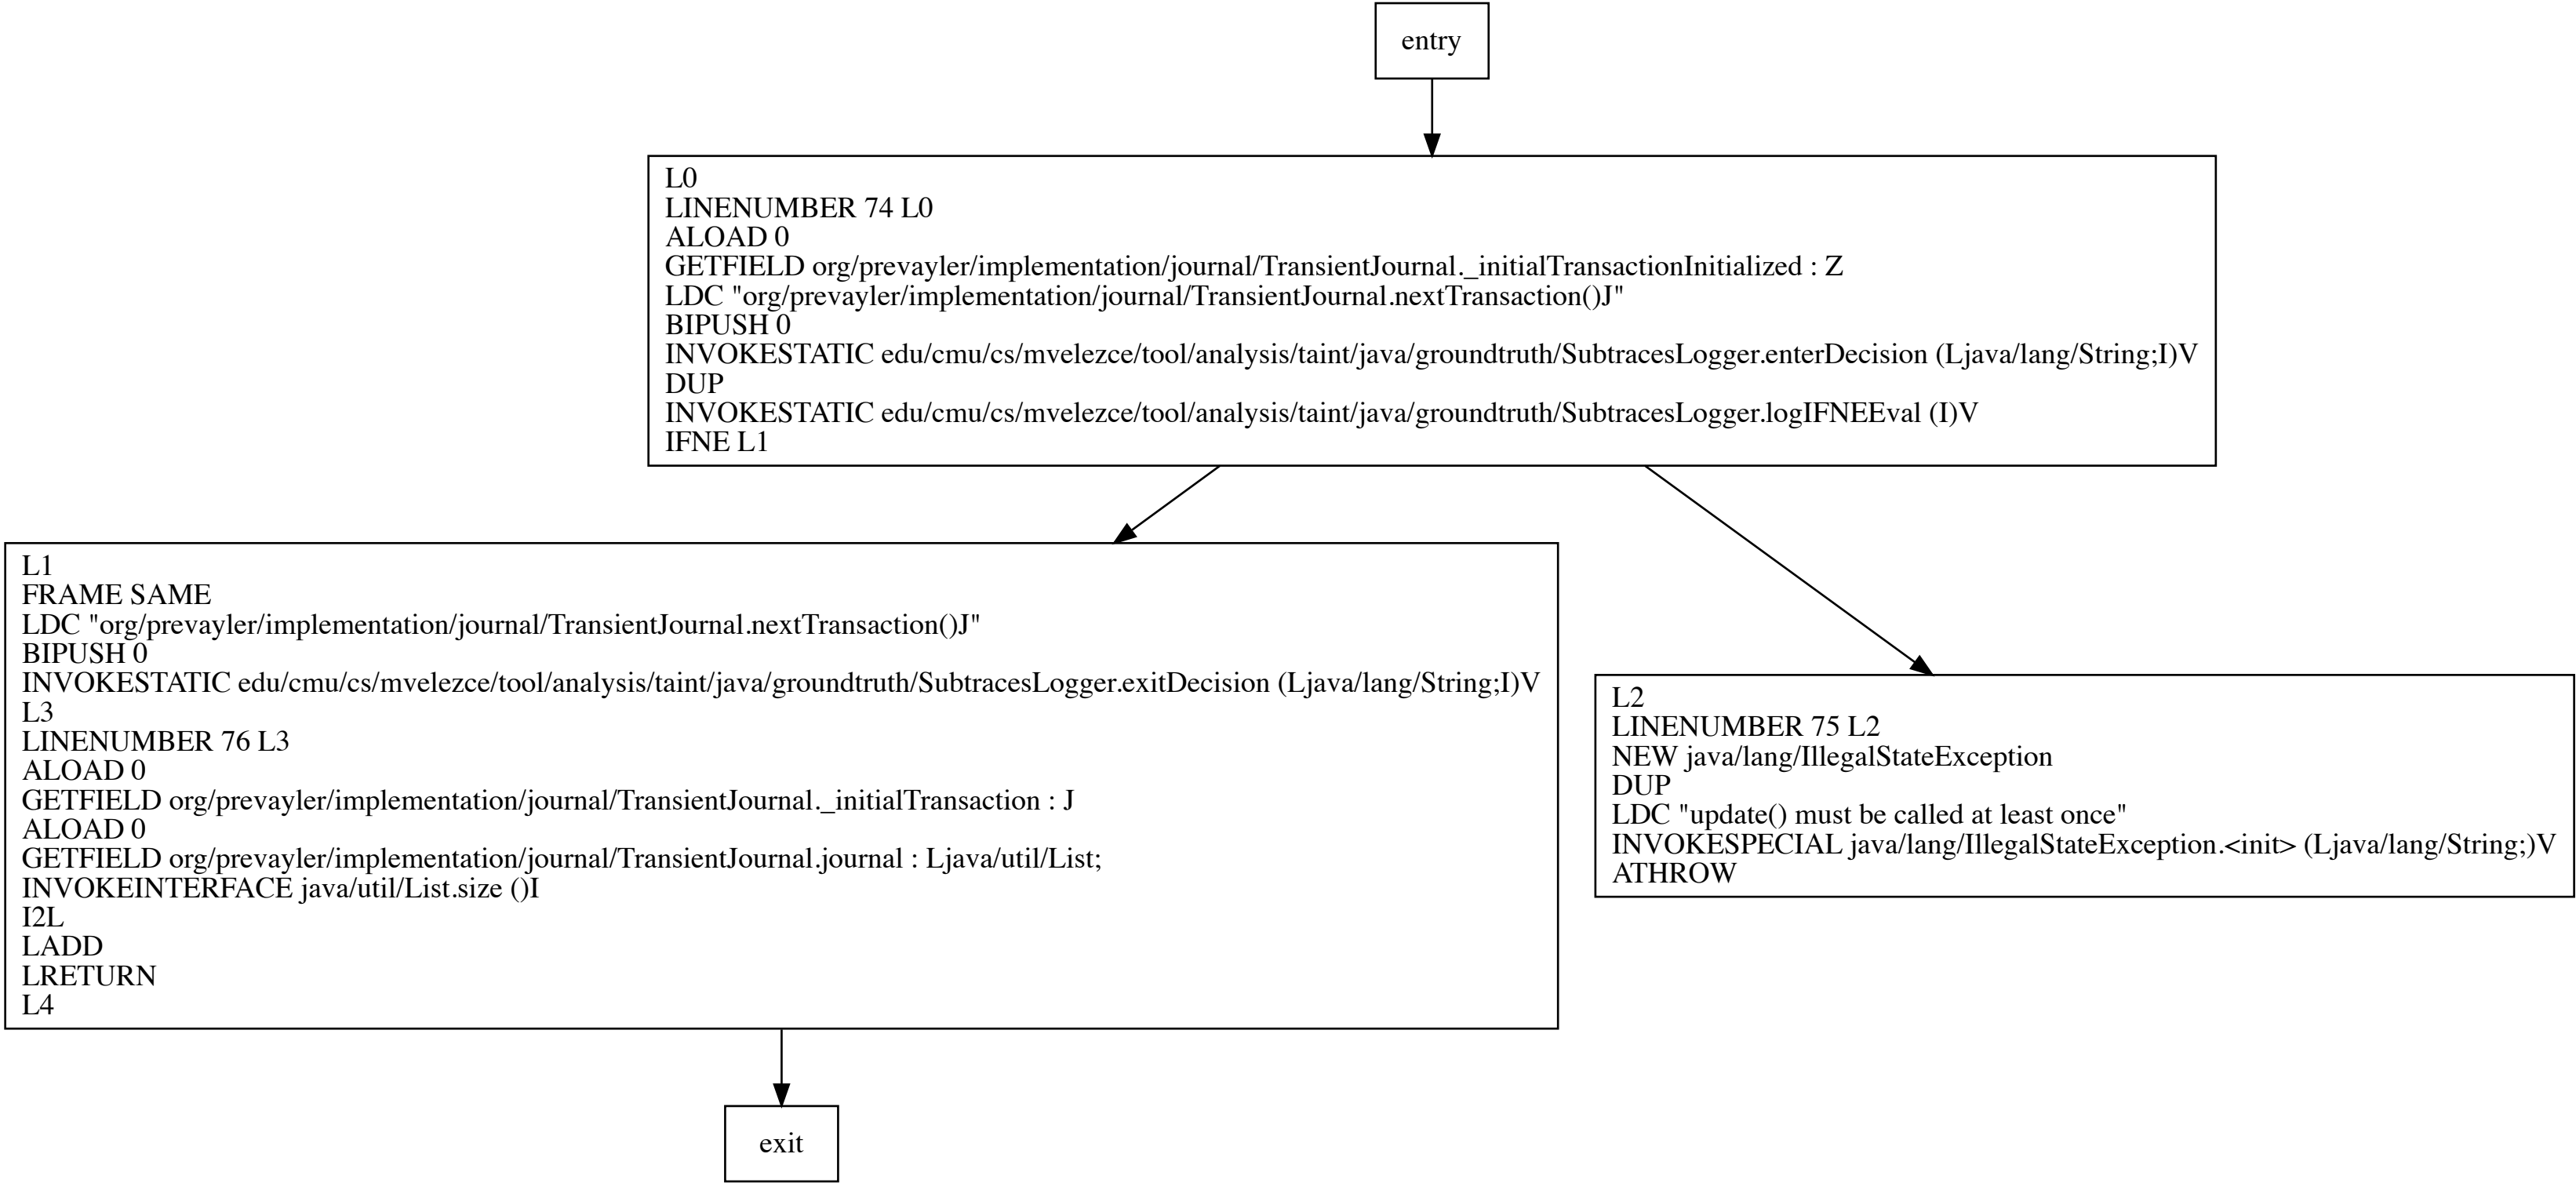 entry
L0
LINENUMBER 74 L0
ALOAD 0
GETFIELD org/prevayler/implementation/journal/TransientJournal._initialTransactionInitialized : Z
LDC "org/prevayler/implementation/journal/TransientJournal.nextTransaction()J"
BIPUSH 0
INVOKESTATIC edu/cmu/cs/mvelezce/tool/analysis/taint/java/groundtruth/SubtracesLogger.enterDecision (Ljava/lang/String;I)V
DUP
INVOKESTATIC edu/cmu/cs/mvelezce/tool/analysis/taint/java/groundtruth/SubtracesLogger.logIFNEEval (I)V
IFNE L1
L1
FRAME SAME
LDC "org/prevayler/implementation/journal/TransientJournal.nextTransaction()J"
BIPUSH 0
INVOKESTATIC edu/cmu/cs/mvelezce/tool/analysis/taint/java/groundtruth/SubtracesLogger.exitDecision (Ljava/lang/String;I)V
L3
LINENUMBER 76 L3
ALOAD 0
GETFIELD org/prevayler/implementation/journal/TransientJournal._initialTransaction : J
ALOAD 0
GETFIELD org/prevayler/implementation/journal/TransientJournal.journal : Ljava/util/List;
INVOKEINTERFACE java/util/List.size ()I
I2L
LADD
LRETURN
L4
L2
LINENUMBER 75 L2
NEW java/lang/IllegalStateException
DUP
LDC "update() must be called at least once"
INVOKESPECIAL java/lang/IllegalStateException.<init> (Ljava/lang/String;)V
ATHROW
exit